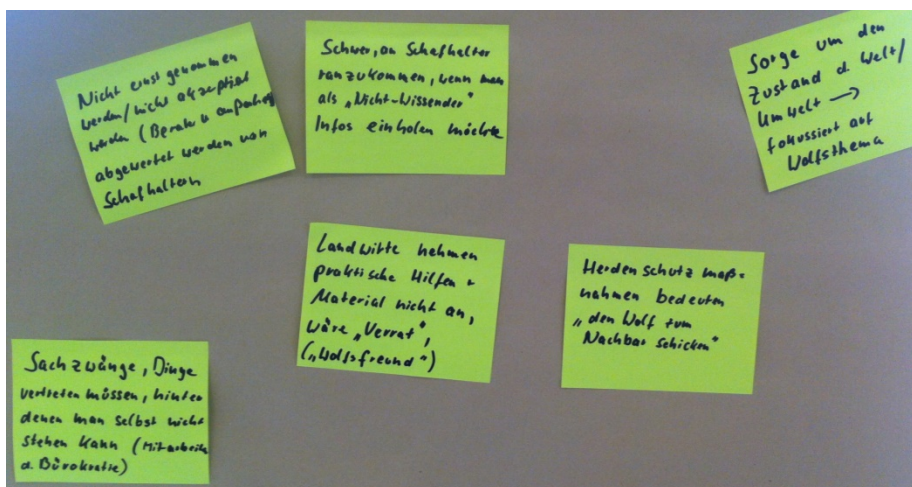 Nicht ernst genommen
werden/nicht akzeptiert
werden (Berater u.
abgewertet werden von
Schafhaltern
Schwer, an Schafhalter
ranzukommen, wenn man
als „Nicht-Wissender"
Infos einholen möchte
Sorge um den
Zustand d. Welt/
Umwelt →
fokussiert auf
Wolfsthema
Landwirte nehmen
praktische Hilfen +
Material nicht an,
wäre „Verrat",
(„Wolfsfreund")
Herdenschutzmaß=
nahmen bedeuten
„den Wolf zum
Nachbar schicken"
Sachzwänge, Dinge
vertreten müssen, hinter
denen man selbst nicht
stehen kann (Mitarbeiter
d. Bürokratie)